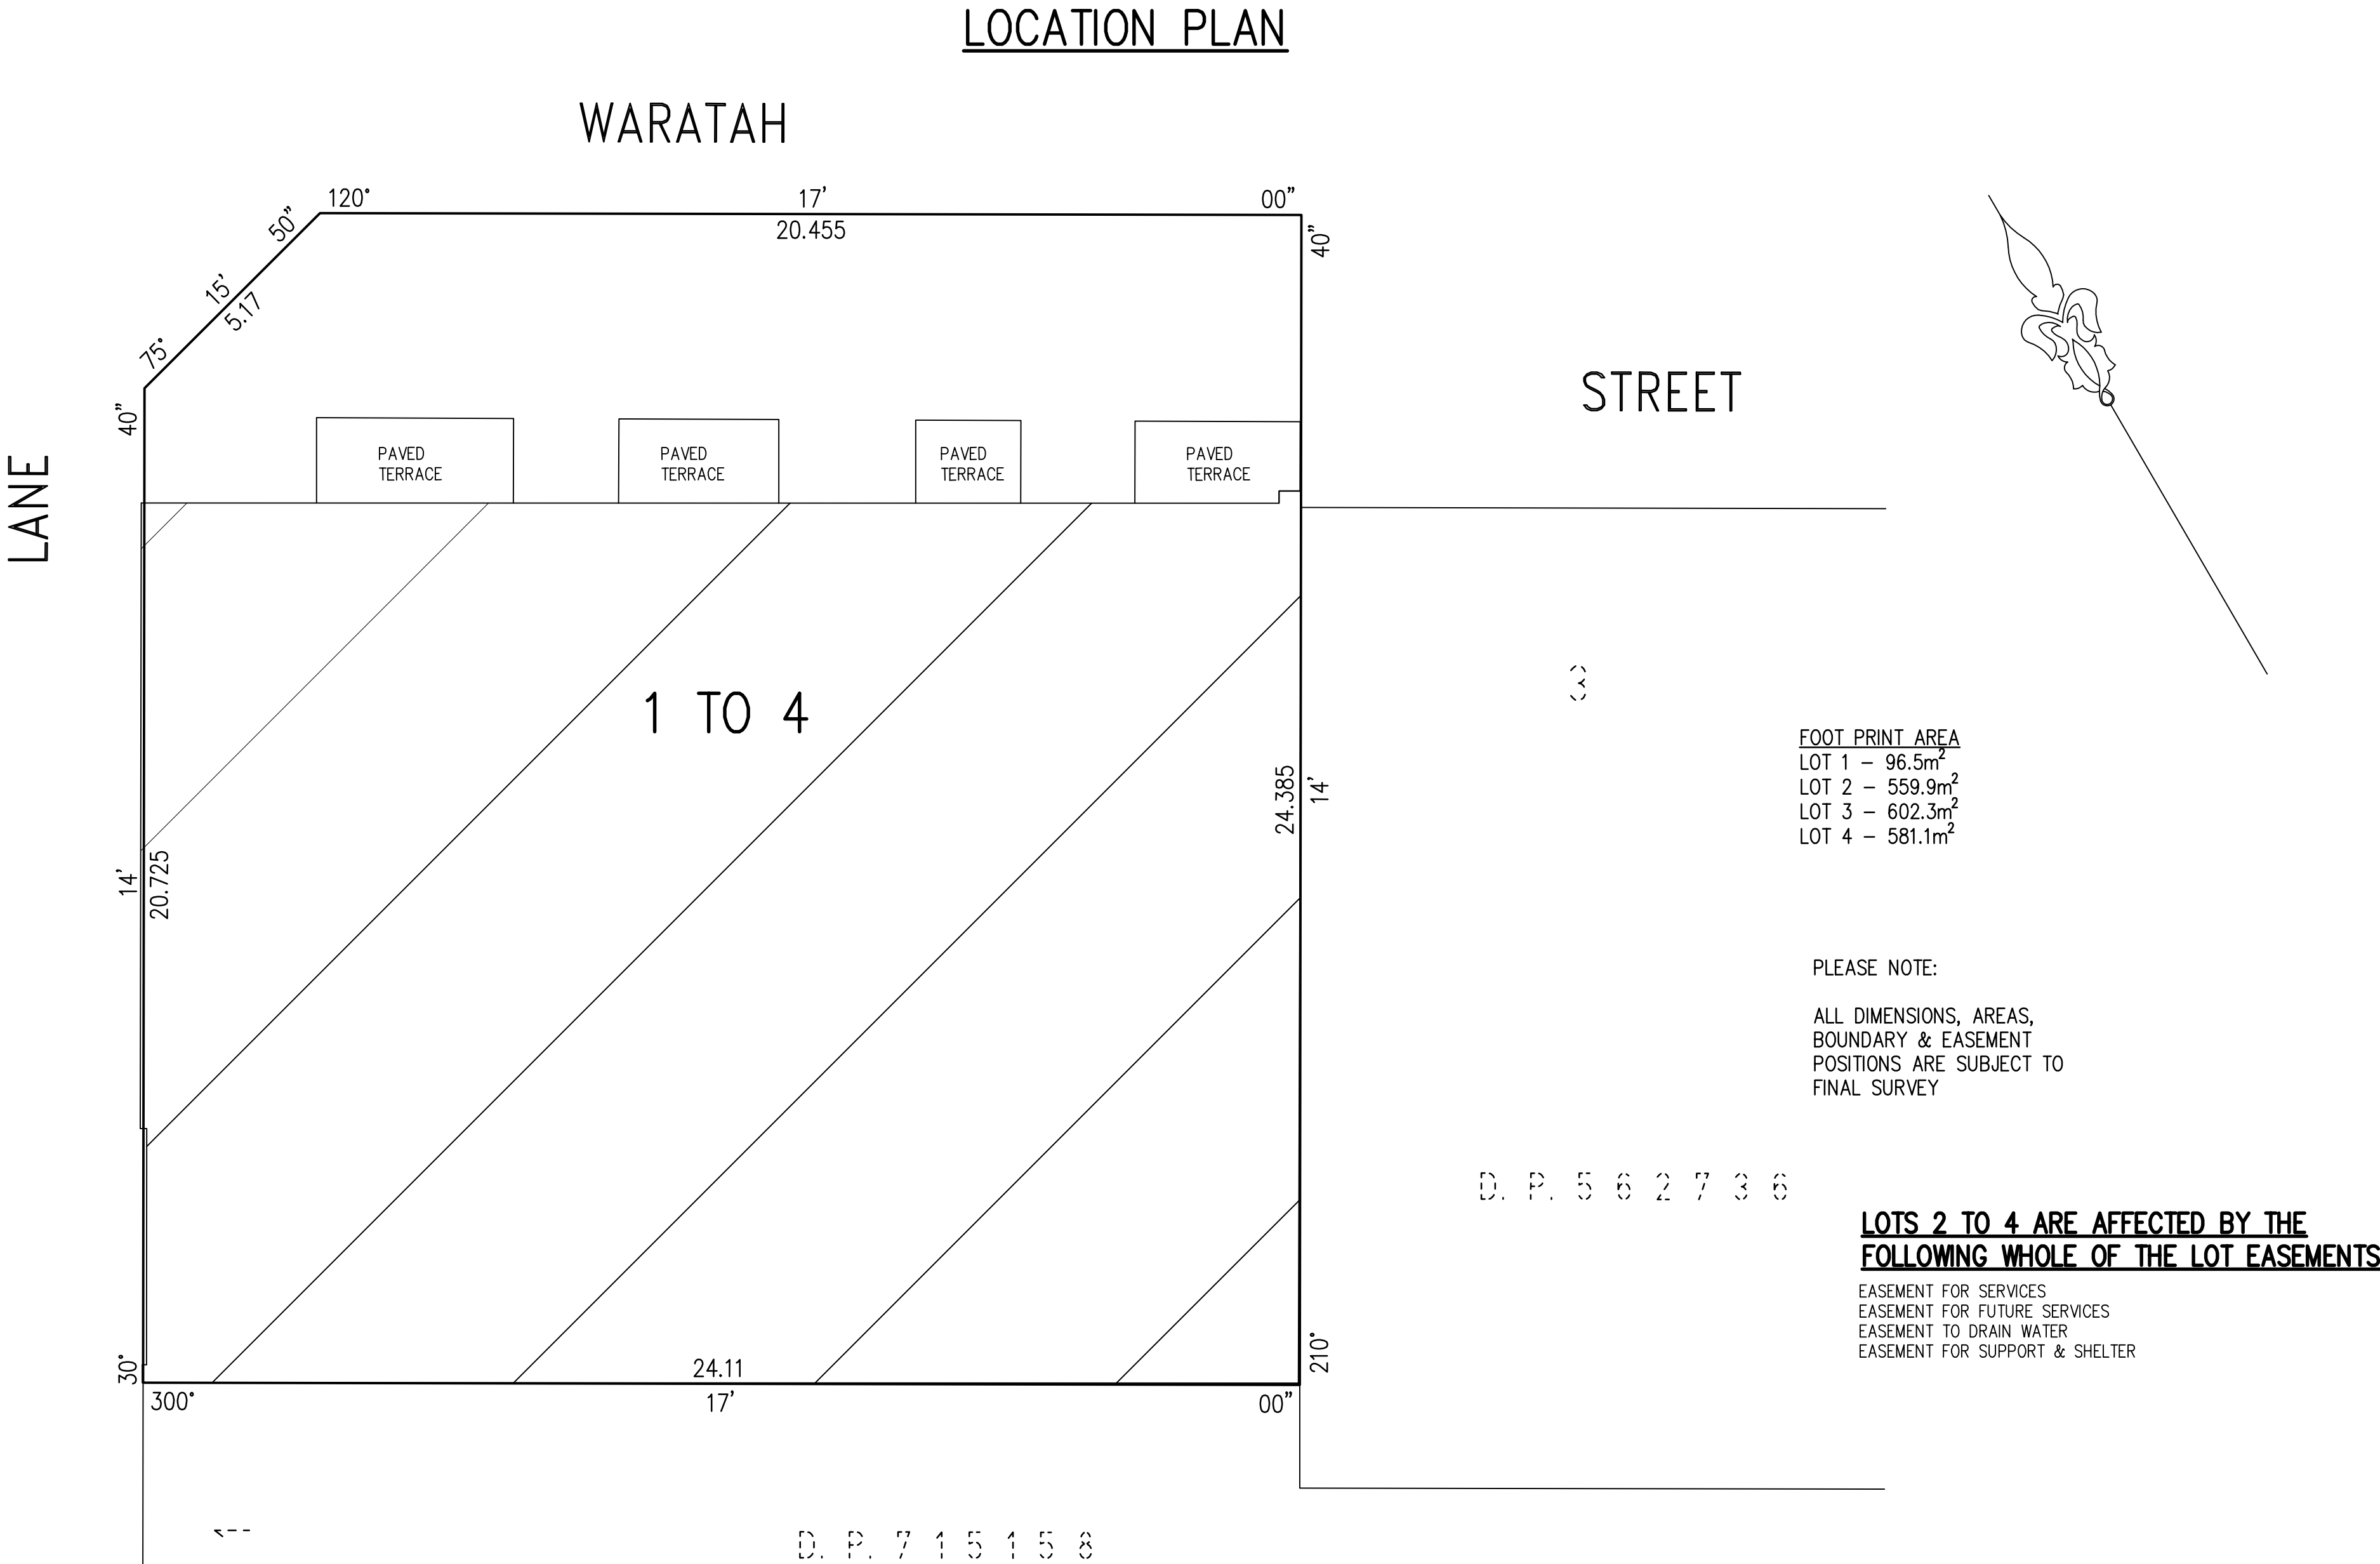 LOCATION PLAN
WARATAH
120° 17' 00"
20.455
75° 15' 50"
5.17
40"
40"
LANE
STREET
PAVED
TERRACE
PAVED
TERRACE
PAVED
TERRACE
PAVED
TERRACE
1 TO 4
3
30° 14'
20.725
24.385
210° 14'
FOOT PRINT AREA
LOT 1 – 96.5m²
LOT 2 – 559.9m²
LOT 3 – 602.3m²
LOT 4 – 581.1m²
PLEASE NOTE:
ALL DIMENSIONS, AREAS,
BOUNDARY & EASEMENT
POSITIONS ARE SUBJECT TO
FINAL SURVEY
D. P. 5 6 2 7 3 6
LOTS 2 TO 4 ARE AFFECTED BY THE
FOLLOWING WHOLE OF THE LOT EASEMENTS
EASEMENT FOR SERVICES
EASEMENT FOR FUTURE SERVICES
EASEMENT TO DRAIN WATER
EASEMENT FOR SUPPORT & SHELTER
24.11
300° 17' 00"
1
D. P. 7 1 5 1 5 8